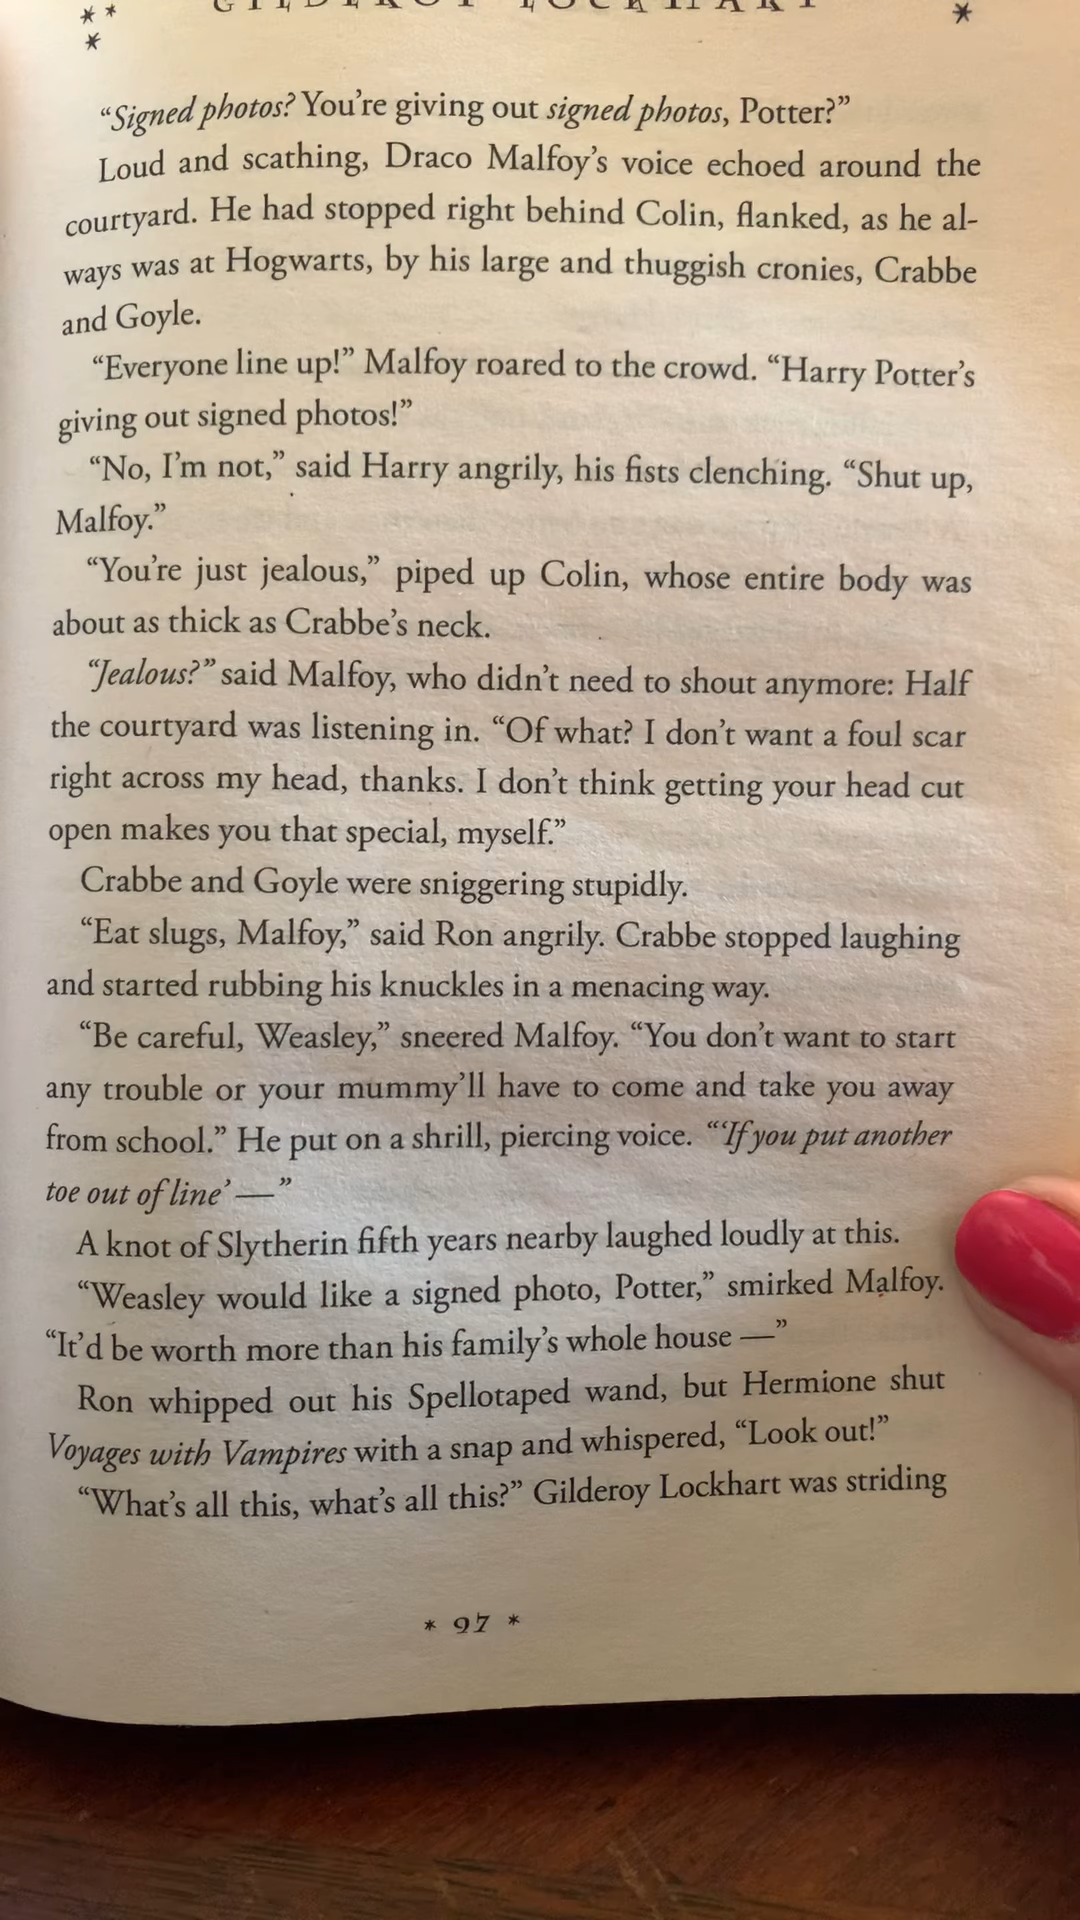 GILDEROY LOCKHART
“Signed photos? You’re giving out signed photos, Potter?”
Loud and scathing, Draco Malfoy’s voice echoed around the
courtyard. He had stopped right behind Colin, flanked, as he al-
ways was at Hogwarts, by his large and thuggish cronies, Crabbe
and Goyle.
“Everyone line up!” Malfoy roared to the crowd. “Harry Potter’s
giving out signed photos!”
“No, I’m not,” said Harry angrily, his fists clenching. “Shut up,
Malfoy.”
“You’re just jealous,” piped up Colin, whose entire body was
about as thick as Crabbe’s neck.
“Jealous?” said Malfoy, who didn’t need to shout anymore: Half
the courtyard was listening in. “Of what? I don’t want a foul scar
right across my head, thanks. I don’t think getting your head cut
open makes you that special, myself.”
Crabbe and Goyle were sniggering stupidly.
“Eat slugs, Malfoy,” said Ron angrily. Crabbe stopped laughing
and started rubbing his knuckles in a menacing way.
“Be careful, Weasley,” sneered Malfoy. “You don’t want to start
any trouble or your mummy’ll have to come and take you away
from school.” He put on a shrill, piercing voice. “‘If you put another
toe out of line’ —”
A knot of Slytherin fifth years nearby laughed loudly at this.
“Weasley would like a signed photo, Potter,” smirked Malfoy.
“It’d be worth more than his family’s whole house —”
Ron whipped out his Spellotaped wand, but Hermione shut
Voyages with Vampires with a snap and whispered, “Look out!”
“What’s all this, what’s all this?” Gilderoy Lockhart was striding
* 97 *